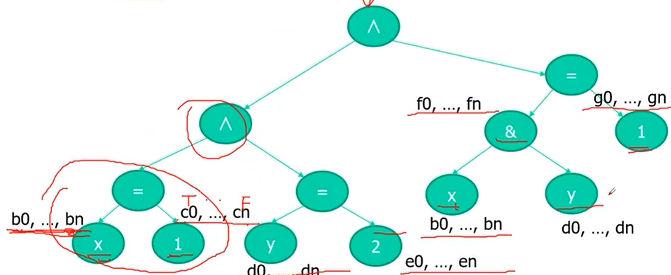 ∧
=
f0, ..., fn
g0, ..., gn
∧
&
1
=
=
T F
b0, ..., bn
c0, ..., cn
x
y
x
1
y
2
b0, ..., bn
d0, ..., dn
d0, ..., dn
e0, ..., en